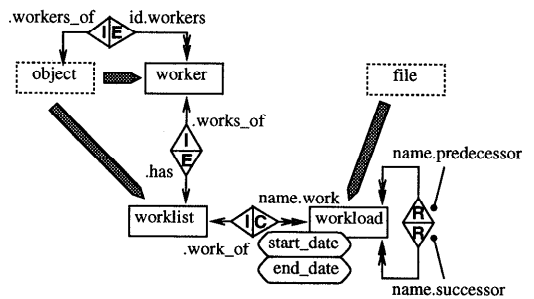 .workers_of
I E
id.workers
object
worker
file
.works_of
I
E
.has
name.predecessor
name.work
worklist
I C
workload
R
R
.work_of
start_date
end_date
name.successor